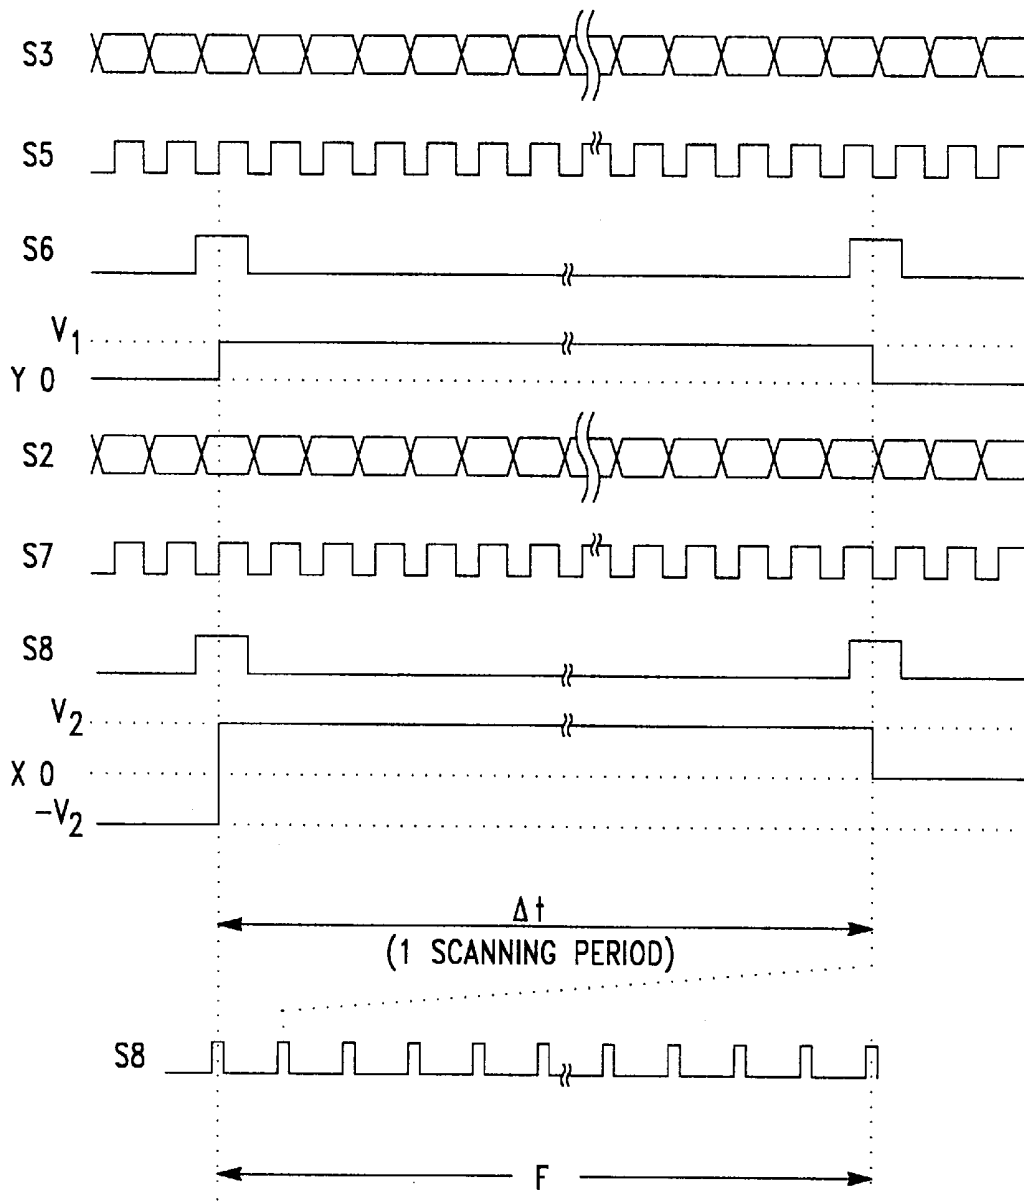 S3
S5
S6
V1
Y 0
S2
S7
S8
V2
X 0
-V2
Δt
(1 SCANNING PERIOD)
S8
F